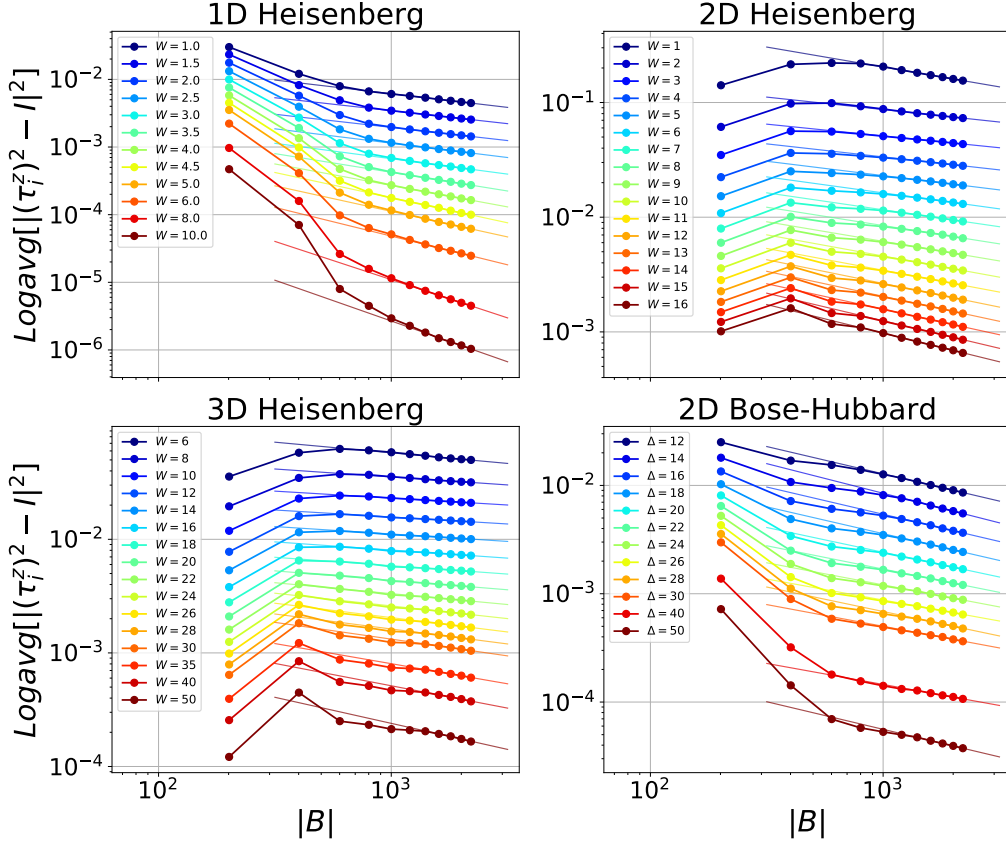 1D Heisenberg
Logavg[|(τ_i^z)^2 − I|^2]
10^−2
10^−3
10^−4
10^−5
10^−6
W = 1.0
W = 1.5
W = 2.0
W = 2.5
W = 3.0
W = 3.5
W = 4.0
W = 4.5
W = 5.0
W = 6.0
W = 8.0
W = 10.0
2D Heisenberg
10^−1
10^−2
10^−3
W = 1
W = 2
W = 3
W = 4
W = 5
W = 6
W = 7
W = 8
W = 9
W = 10
W = 11
W = 12
W = 13
W = 14
W = 15
W = 16
3D Heisenberg
Logavg[|(τ_i^z)^2 − I|^2]
10^−2
10^−3
10^−4
W = 6
W = 8
W = 10
W = 12
W = 14
W = 16
W = 18
W = 20
W = 22
W = 24
W = 26
W = 28
W = 30
W = 35
W = 40
W = 50
10^2
10^3
|B|
2D Bose-Hubbard
10^−2
10^−3
10^−4
Δ = 12
Δ = 14
Δ = 16
Δ = 18
Δ = 20
Δ = 22
Δ = 24
Δ = 26
Δ = 28
Δ = 30
Δ = 40
Δ = 50
10^2
10^3
|B|